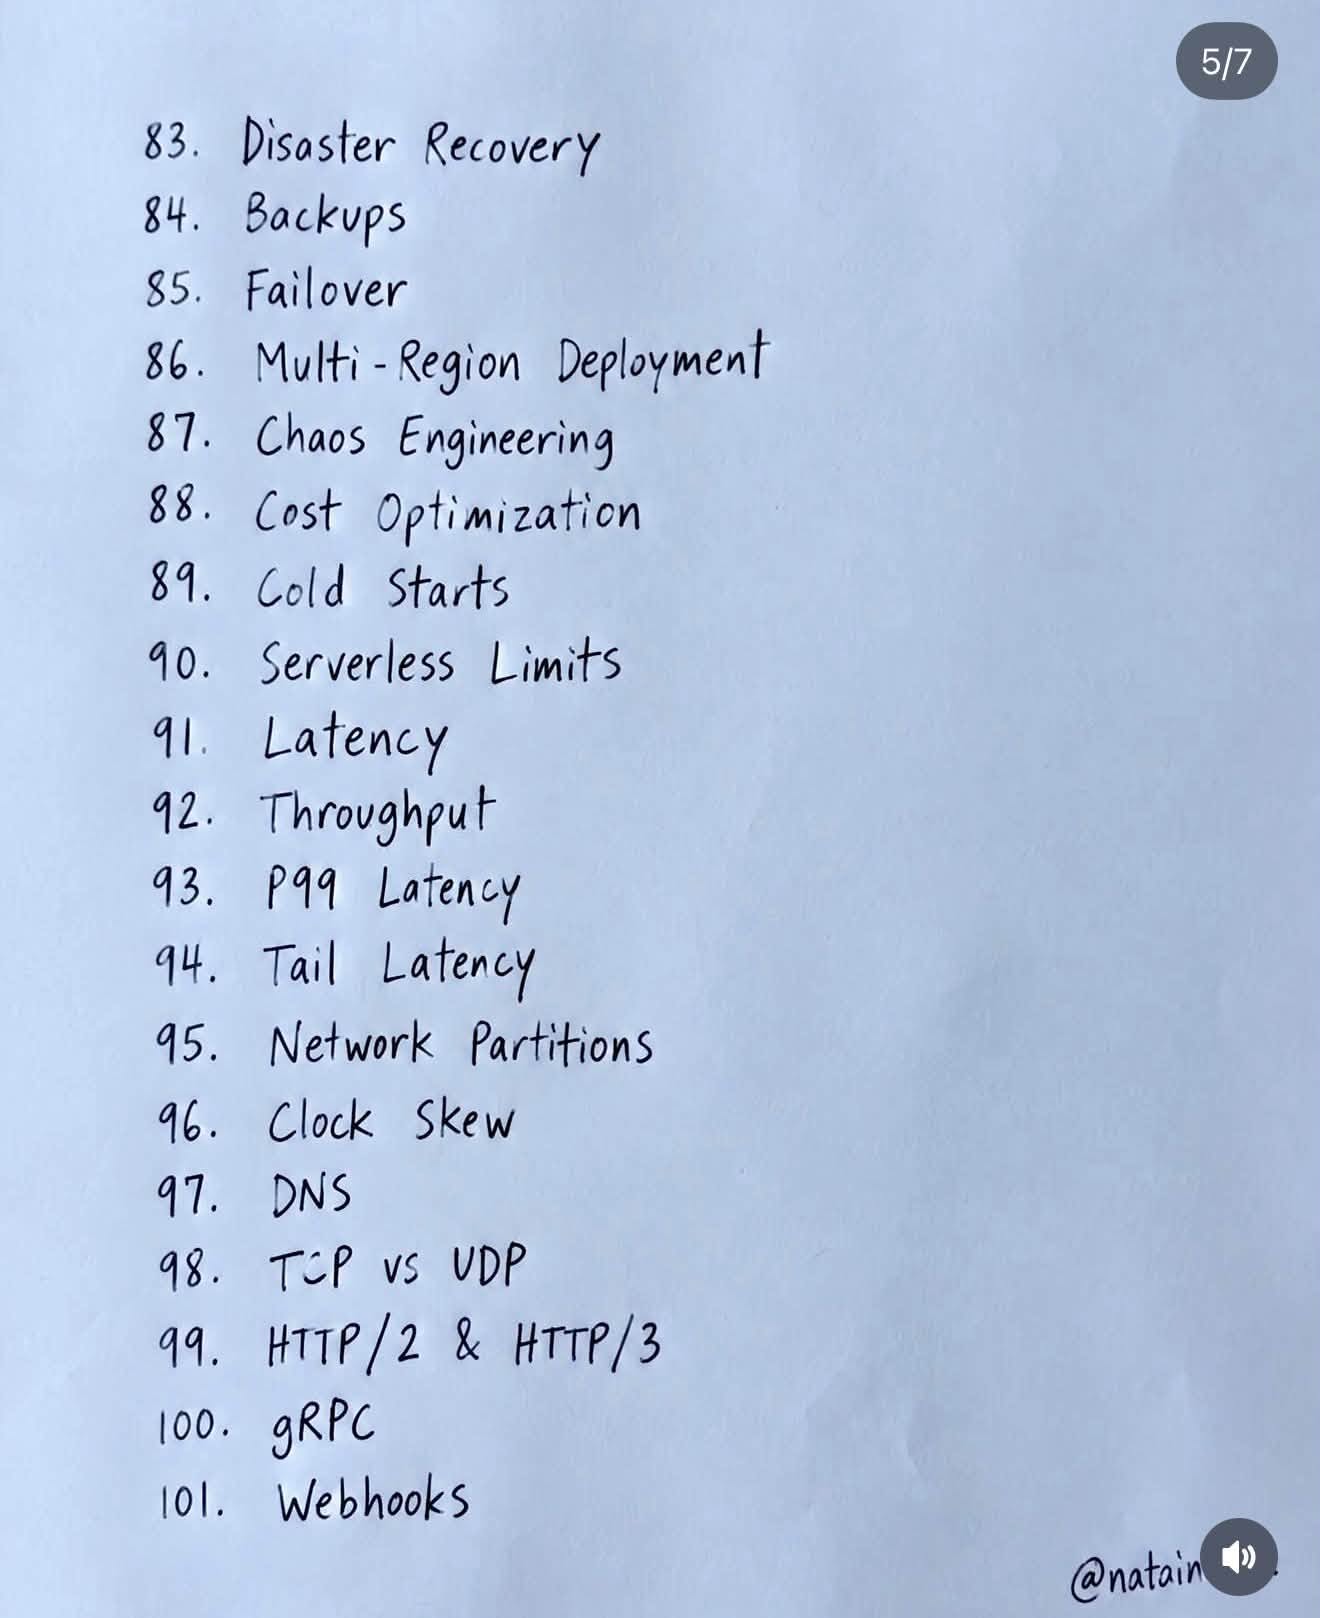 5/7
83. Disaster Recovery
84. Backups
85. Failover
86. Multi-Region Deployment
87. Chaos Engineering
88. Cost Optimization
89. Cold Starts
90. Serverless Limits
91. Latency
92. Throughput
93. P99 Latency
94. Tail Latency
95. Network Partitions
96. Clock Skew
97. DNS
98. TCP vs UDP
99. HTTP/2 & HTTP/3
100. gRPC
101. Webhooks